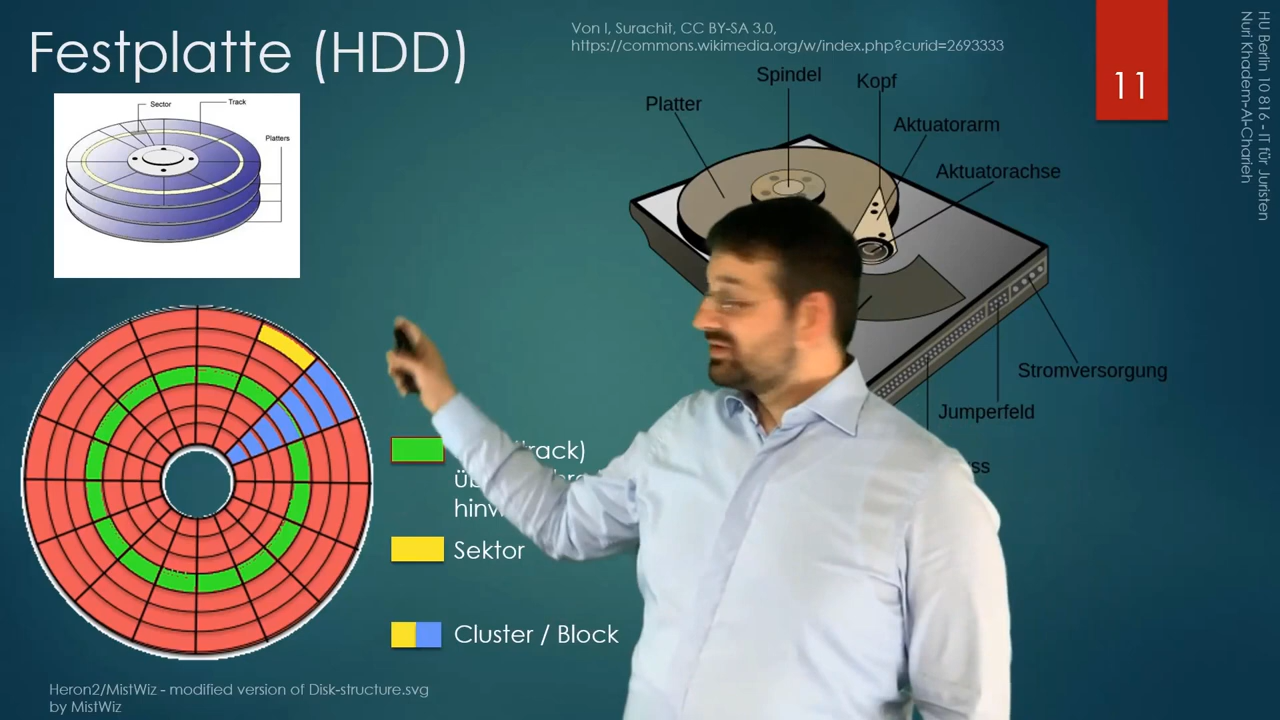 Festplatte (HDD)
Von I, Surachit, CC BY-SA 3.0,
https://commons.wikimedia.org/w/index.php?curid=2693333
11
HU Berlin 10 816 - IT für Juristen
Nuri Khadem-Al-Charieh
Sector
Track
Platters
Spindel
Kopf
Platter
Aktuatorarm
Aktuatorachse
Stromversorgung
Jumperfeld
Sektor
Cluster / Block
Heron2/MistWiz - modified version of Disk-structure.svg
by MistWiz